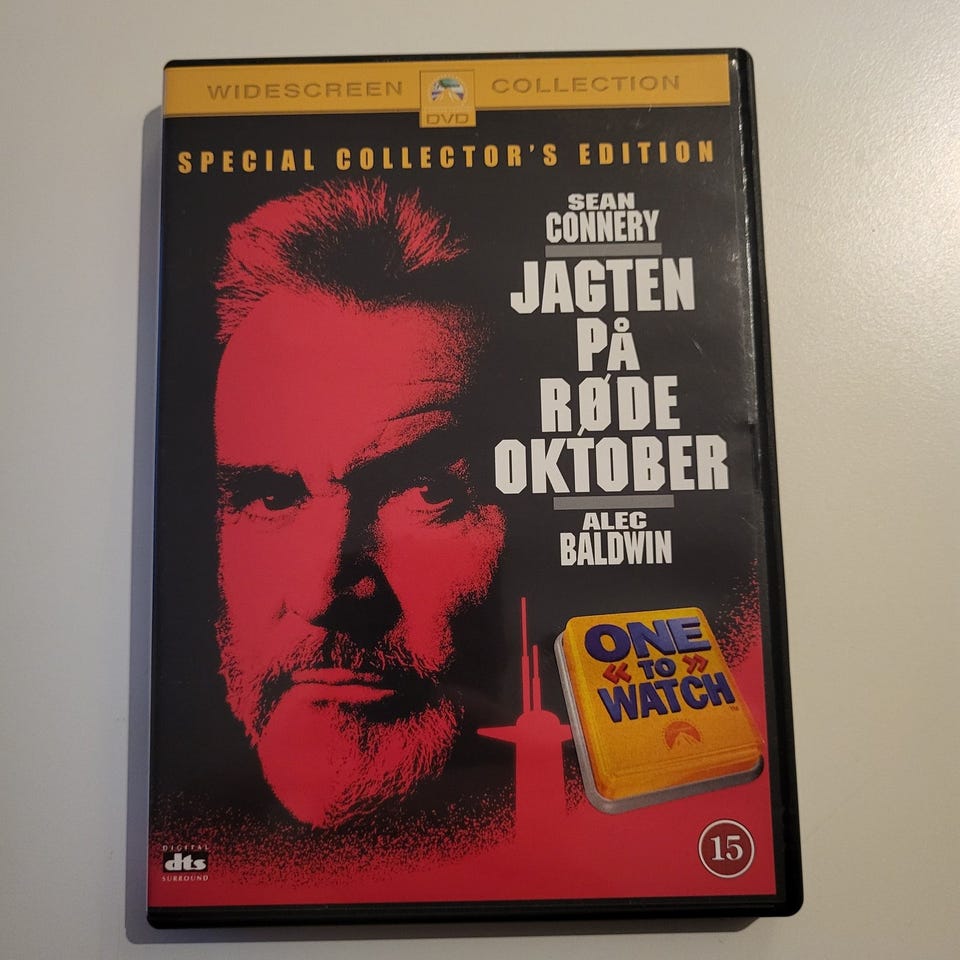 WIDESCREEN DVD COLLECTION
SPECIAL COLLECTOR'S EDITION
SEAN
CONNERY
JAGTEN
PÅ
RØDE
OKTOBER
ALEC
BALDWIN
ONE
« TO »
WATCH™
DIGITAL
dts
SURROUND
15